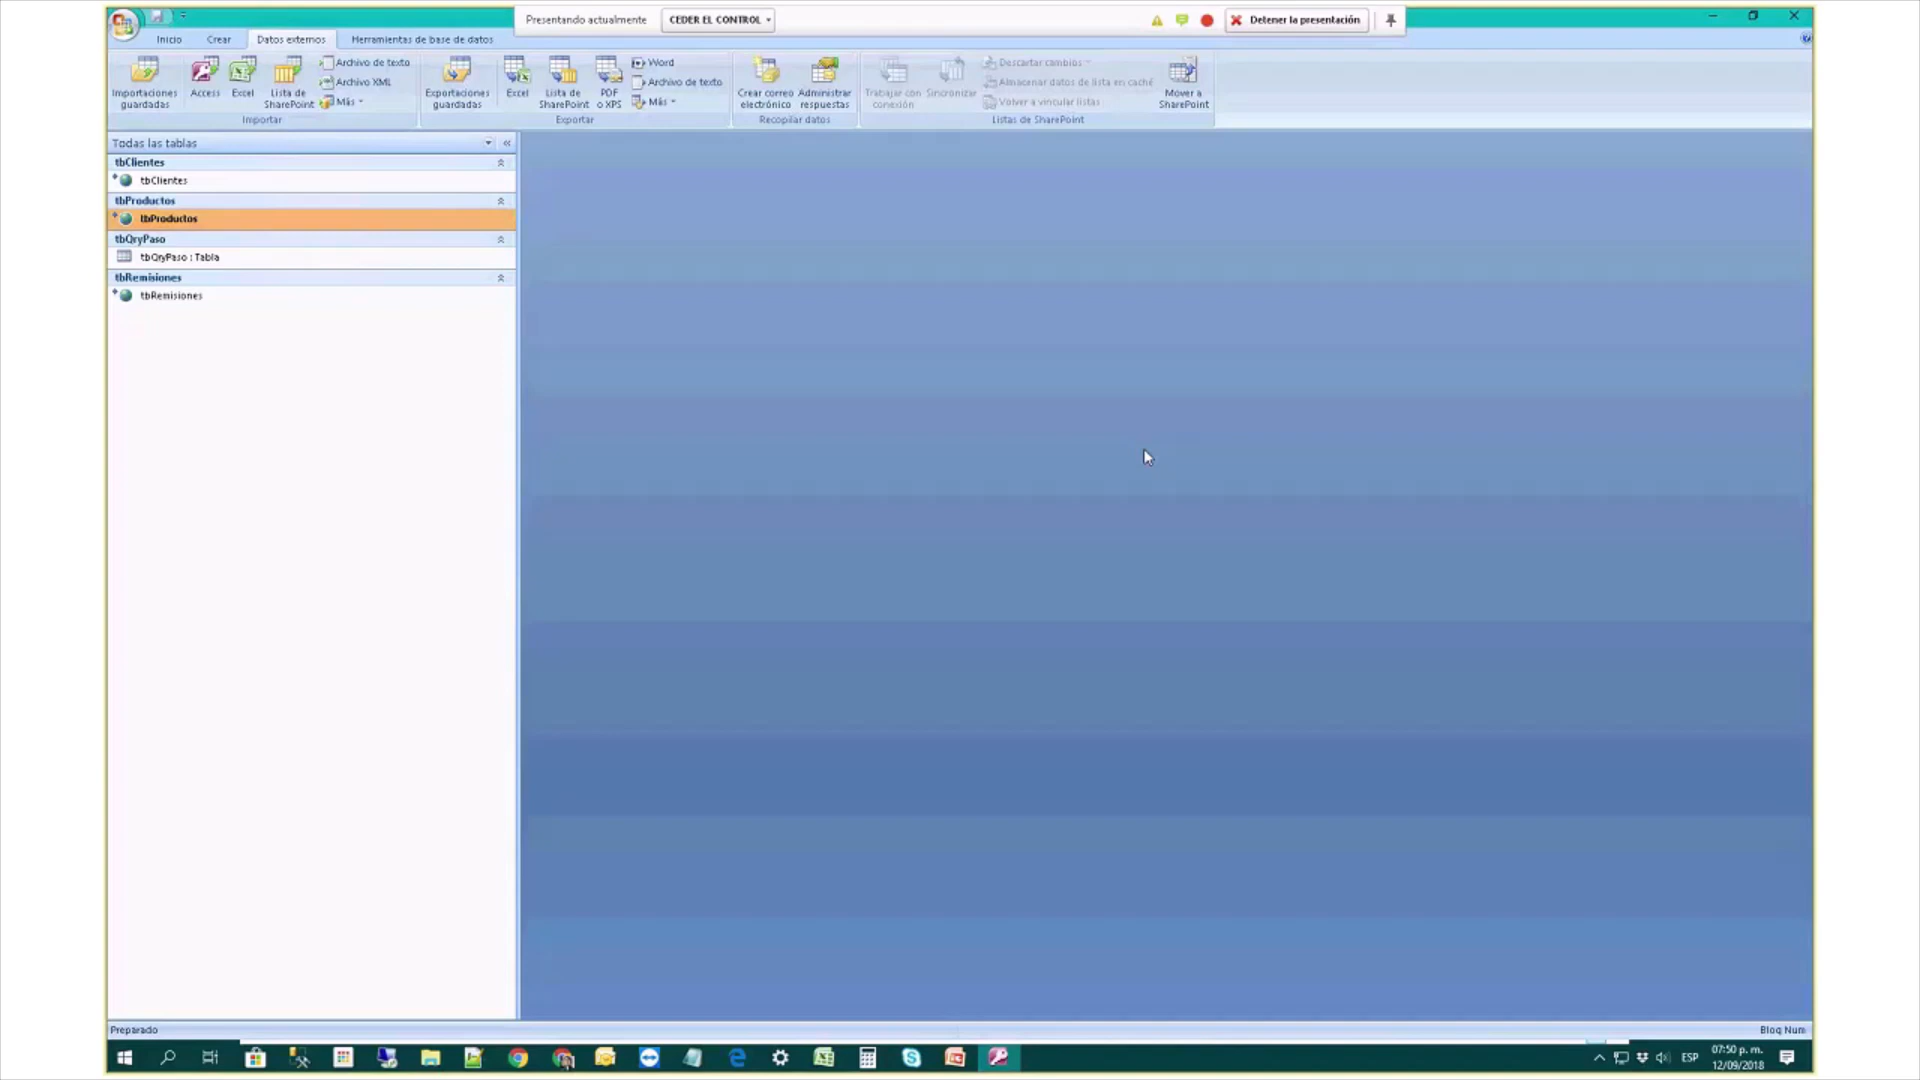 Presentando actualmente CEDER EL CONTROL Detener la presentación
Inicio Crear Datos externos Herramientas de base de datos
Importaciones guardadas
Access
Excel
Lista de SharePoint
Archivo de texto
Archivo XML
Más
Importar
Exportaciones guardadas
Excel
Lista de SharePoint
PDF o XPS
Word
Archivo de texto
Más
Exportar
Crear correo electrónico
Administrar respuestas
Recopilar datos
Trabajar con conexión
Sincronizar
Descartar cambios
Almacenar datos de lista en caché
Volver a vincular listas
Mover a SharePoint
Listas de SharePoint
Todas las tablas
tbClientes
tbClientes
tbProductos
tbProductos
tbQryPaso
tbQryPaso : Tabla
tbRemisiones
tbRemisiones
Preparado
Bloq Num
ESP
07:50 p. m.
12/09/2018